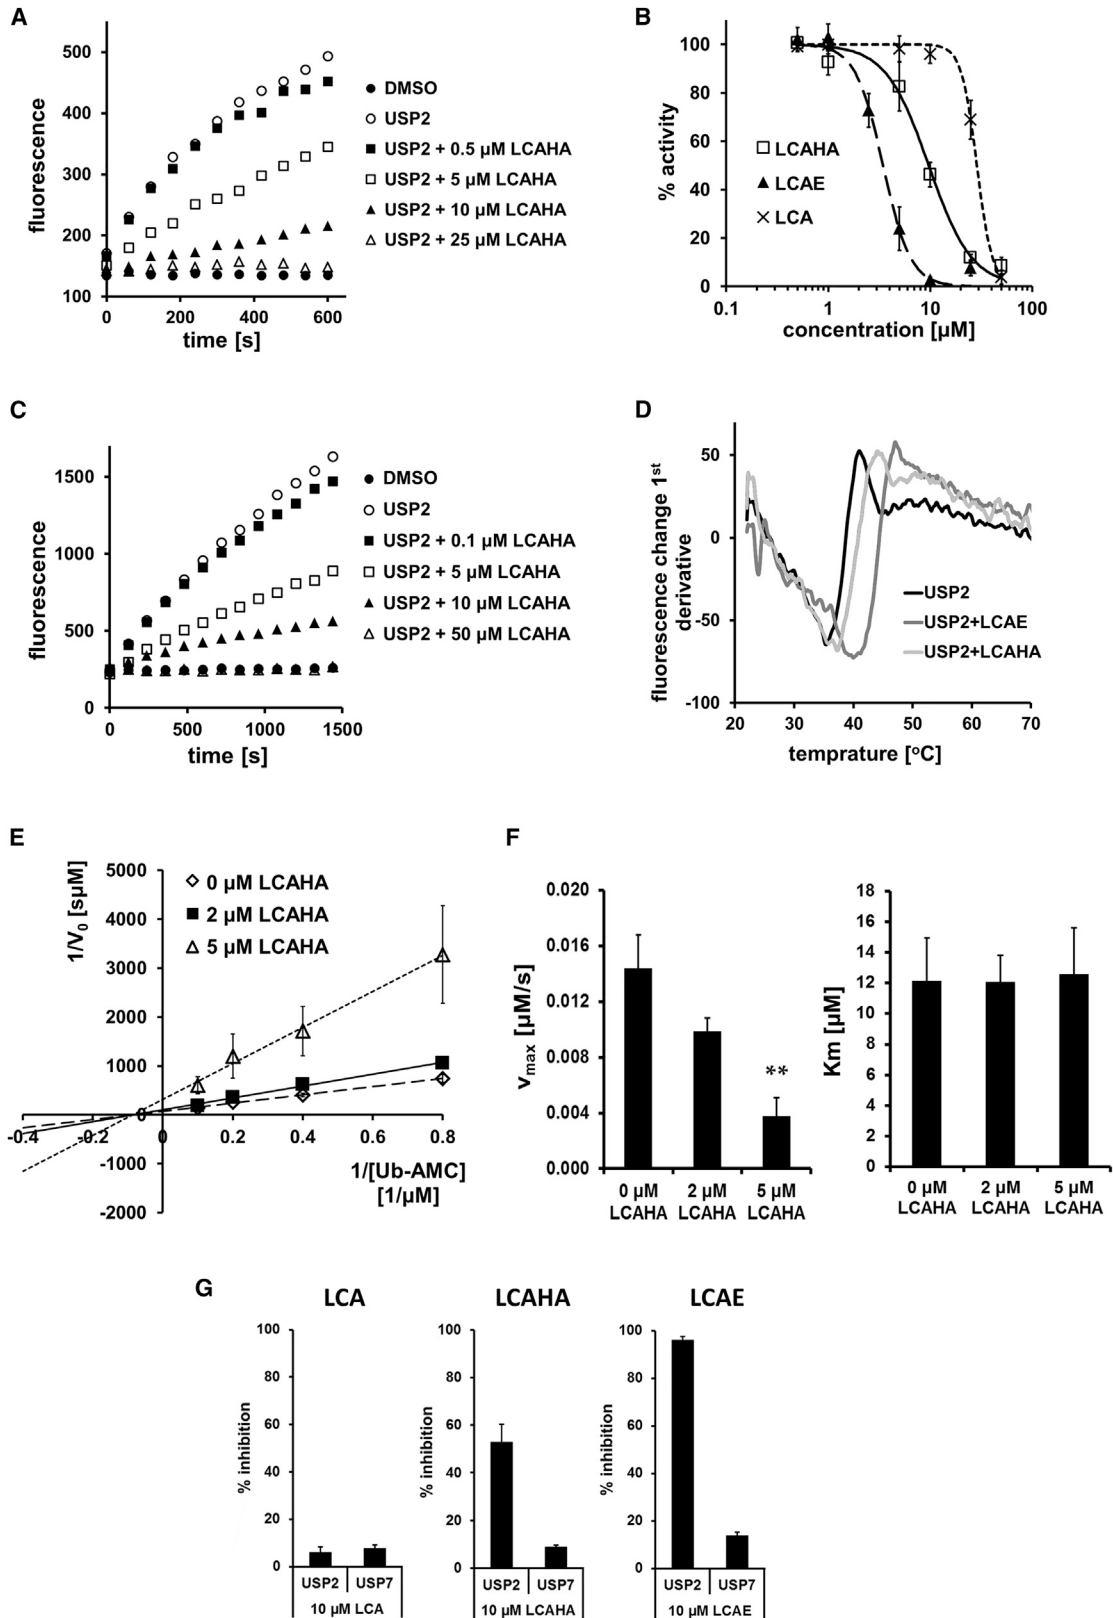 A
fluorescence
500
400
300
200
100
0
200
400
600
time [s]
DMSO
USP2
USP2 + 0.5 µM LCAHA
USP2 + 5 µM LCAHA
USP2 + 10 µM LCAHA
USP2 + 25 µM LCAHA
B
% activity
100
80
60
40
20
0
0.1
1
10
100
concentration [µM]
LCAHA
LCAE
LCA
C
fluorescence
1500
1000
500
0
0
500
1000
1500
time [s]
DMSO
USP2
USP2 + 0.1 µM LCAHA
USP2 + 5 µM LCAHA
USP2 + 10 µM LCAHA
USP2 + 50 µM LCAHA
D
fluorescence change 1st
derivative
50
0
-50
-100
20
30
40
50
60
70
temprature [oC]
USP2
USP2+LCAE
USP2+LCAHA
E
1/V0 [sµM]
5000
4000
3000
2000
1000
0
-1000
-2000
-0.4
-0.2
0
0.2
0.4
0.6
0.8
1/[Ub-AMC]
[1/µM]
0 µM LCAHA
2 µM LCAHA
5 µM LCAHA
F
vmax [µM/s]
0.020
0.016
0.012
0.008
0.004
0.000
**
0 µM
LCAHA
2 µM
LCAHA
5 µM
LCAHA
Km [µM]
18
16
14
12
10
8
6
4
2
0
0 µM
LCAHA
2 µM
LCAHA
5 µM
LCAHA
G
LCA
% inhibition
100
80
60
40
20
0
USP2
USP7
10 µM LCA
LCAHA
% inhibition
100
80
60
40
20
0
USP2
USP7
10 µM LCAHA
LCAE
% inhibition
100
80
60
40
20
0
USP2
USP7
10 µM LCAE